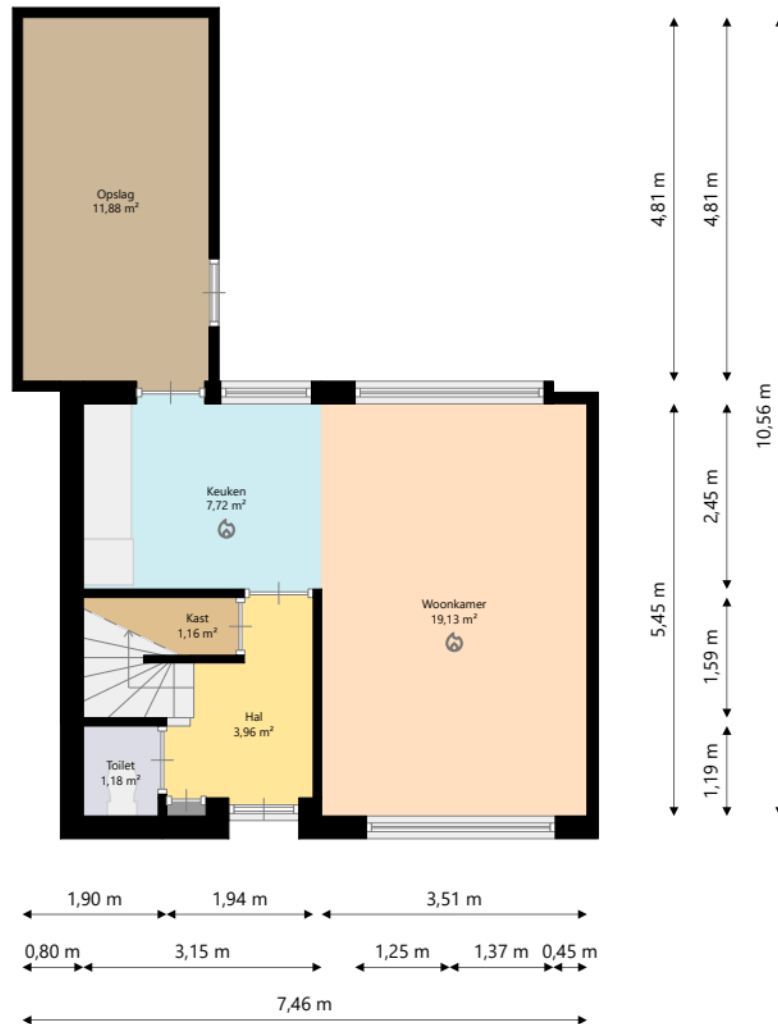 Opslag
11,88 m²
4,81 m
4,81 m
10,56 m
Keuken
7,72 m²
2,45 m
Woonkamer
19,13 m²
5,45 m
Kast
1,16 m²
1,59 m
Hal
3,96 m²
Toilet
1,18 m²
1,19 m
1,90 m
1,94 m
3,51 m
0,80 m
3,15 m
1,25 m
1,37 m
0,45 m
7,46 m